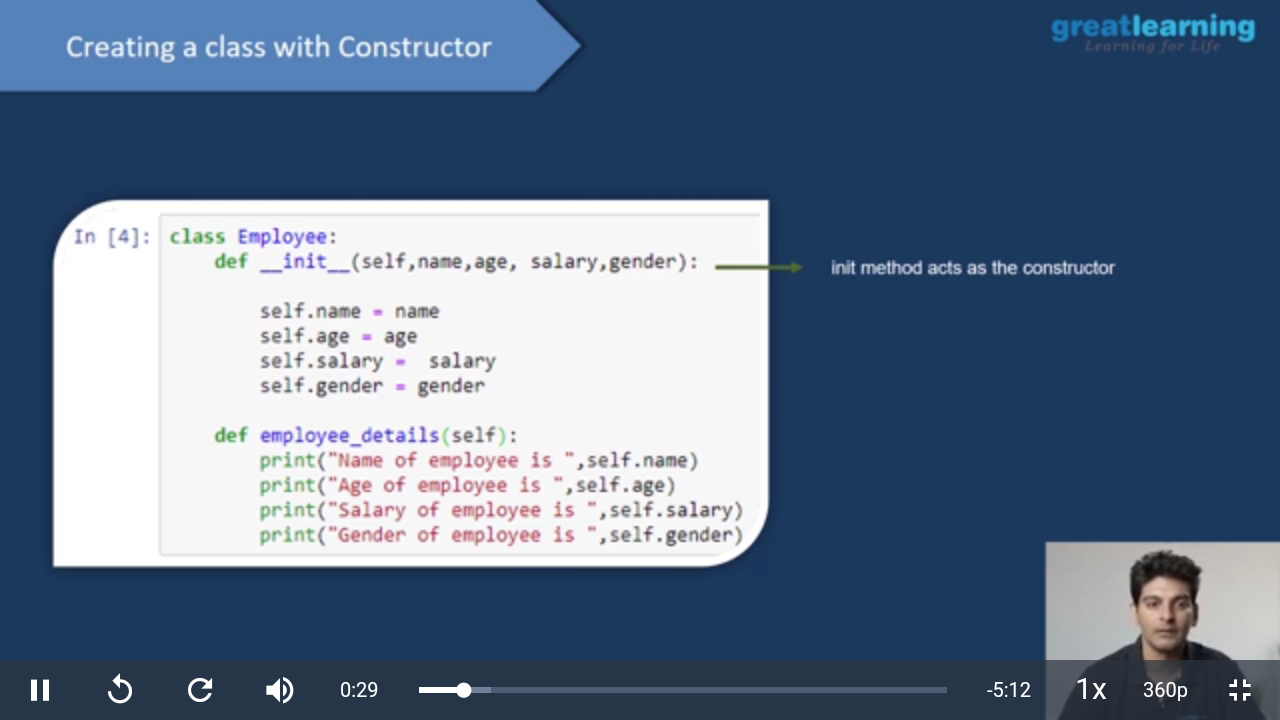 Creating a class with Constructor
greatlearning
Learning for Life
In [4]: class Employee:
def __init__(self,name,age, salary,gender):
init method acts as the constructor
self.name = name
self.age = age
self.salary =  salary
self.gender = gender
def employee_details(self):
print("Name of employee is ",self.name)
print("Age of employee is ",self.age)
print("Salary of employee is ",self.salary)
print("Gender of employee is ",self.gender)
0:29
-5:12
1x
360p